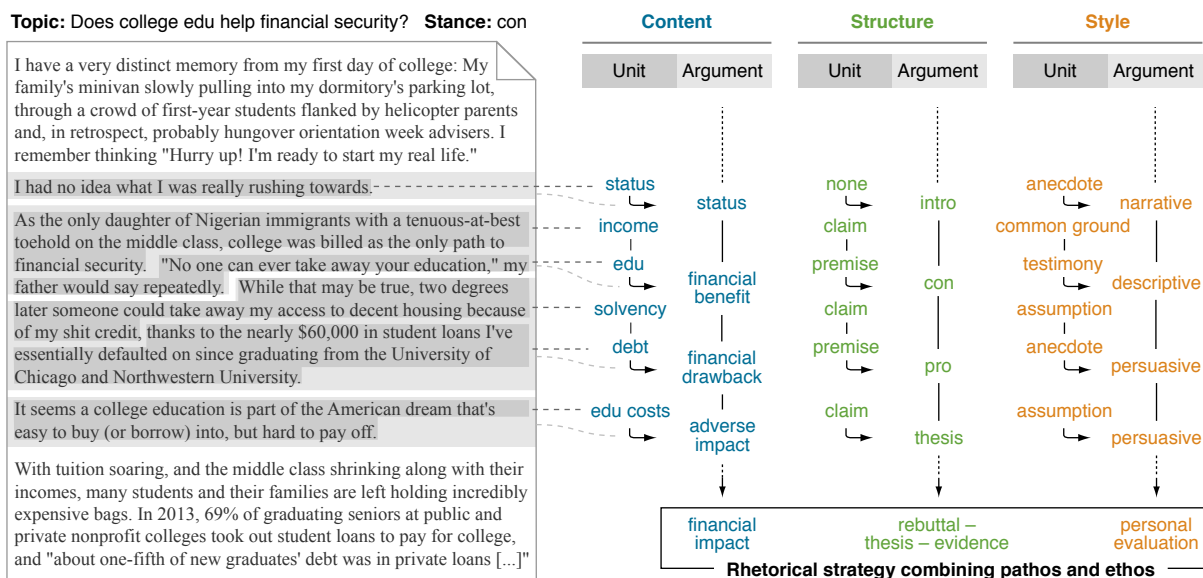 Topic: Does college edu help financial security? Stance: con
I have a very distinct memory from my first day of college: My
family's minivan slowly pulling into my dormitory's parking lot,
through a crowd of first-year students flanked by helicopter parents
and, in retrospect, probably hungover orientation week advisers. I
remember thinking "Hurry up! I'm ready to start my real life."
I had no idea what I was really rushing towards.
As the only daughter of Nigerian immigrants with a tenuous-at-best
toehold on the middle class, college was billed as the only path to
financial security. "No one can ever take away your education," my
father would say repeatedly. While that may be true, two degrees
later someone could take away my access to decent housing because
of my shit credit, thanks to the nearly $60,000 in student loans I've
essentially defaulted on since graduating from the University of
Chicago and Northwestern University.
It seems a college education is part of the American dream that's
easy to buy (or borrow) into, but hard to pay off.
With tuition soaring, and the middle class shrinking along with their
incomes, many students and their families are left holding incredibly
expensive bags. In 2013, 69% of graduating seniors at public and
private nonprofit colleges took out student loans to pay for college,
and "about one-fifth of new graduates' debt was in private loans [...]"
Content
Unit Argument
status
status
income
edu
financial
benefit
solvency
debt
financial
drawback
edu costs
adverse
impact
financial
impact
Structure
Unit Argument
none
intro
claim
premise
con
claim
premise
pro
claim
thesis
rebuttal –
thesis – evidence
Style
Unit Argument
anecdote
narrative
common ground
testimony
descriptive
assumption
anecdote
persuasive
assumption
persuasive
personal
evaluation
Rhetorical strategy combining pathos and ethos